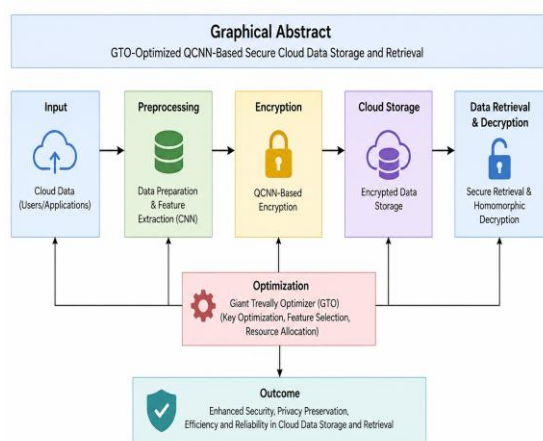 Graphical Abstract
GTO-Optimized QCNN-Based Secure Cloud Data Storage and Retrieval
Input
Cloud Data
(Users/Applications)
Preprocessing
Data Preparation
& Feature
Extraction (CNN)
Encryption
QCNN-Based
Encryption
Cloud Storage
Encrypted Data
Storage
Data Retrieval
& Decryption
Secure Retrieval &
Homomorphic
Decryption
Optimization
Giant Trevally Optimizer (GTO)
(Key Optimization, Feature Selection,
Resource Allocation)
Outcome
Enhanced Security, Privacy Preservation,
Efficiency and Reliability in Cloud Data Storage and Retrieval